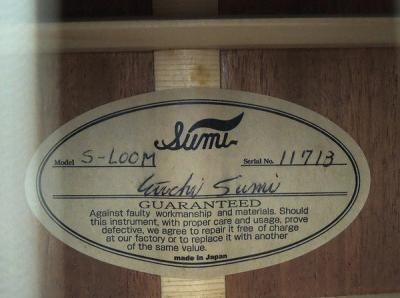 Sumi
Model S-LOOM Serial No. 11713
Eiichi Sumi
GUARANTEED
Against faulty workmanship and materials. Should
this instrument, with proper care and usage, prove
defective, we agree to repair it free of charge
at our factory or to replace it with another
of the same value.
made in Japan